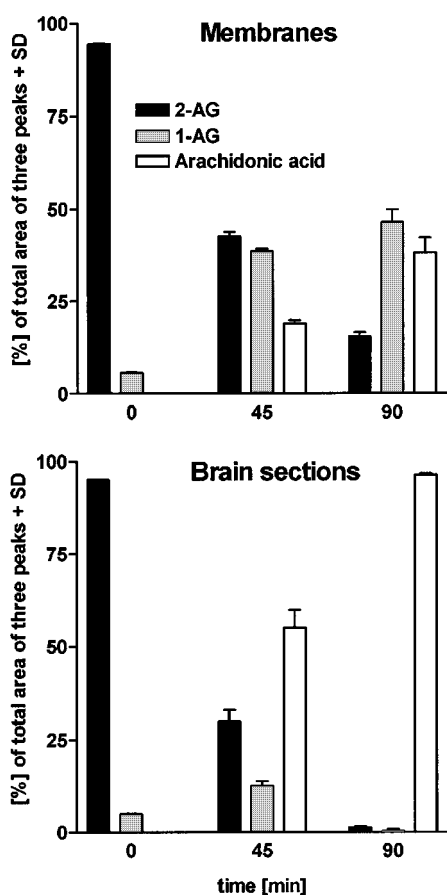 Membranes
2-AG
1-AG
Arachidonic acid
[%] of total area of three peaks + SD
100
75
50
25
0
0 45 90
Brain sections
[%] of total area of three peaks + SD
100
75
50
25
0
0 45 90
time [min]